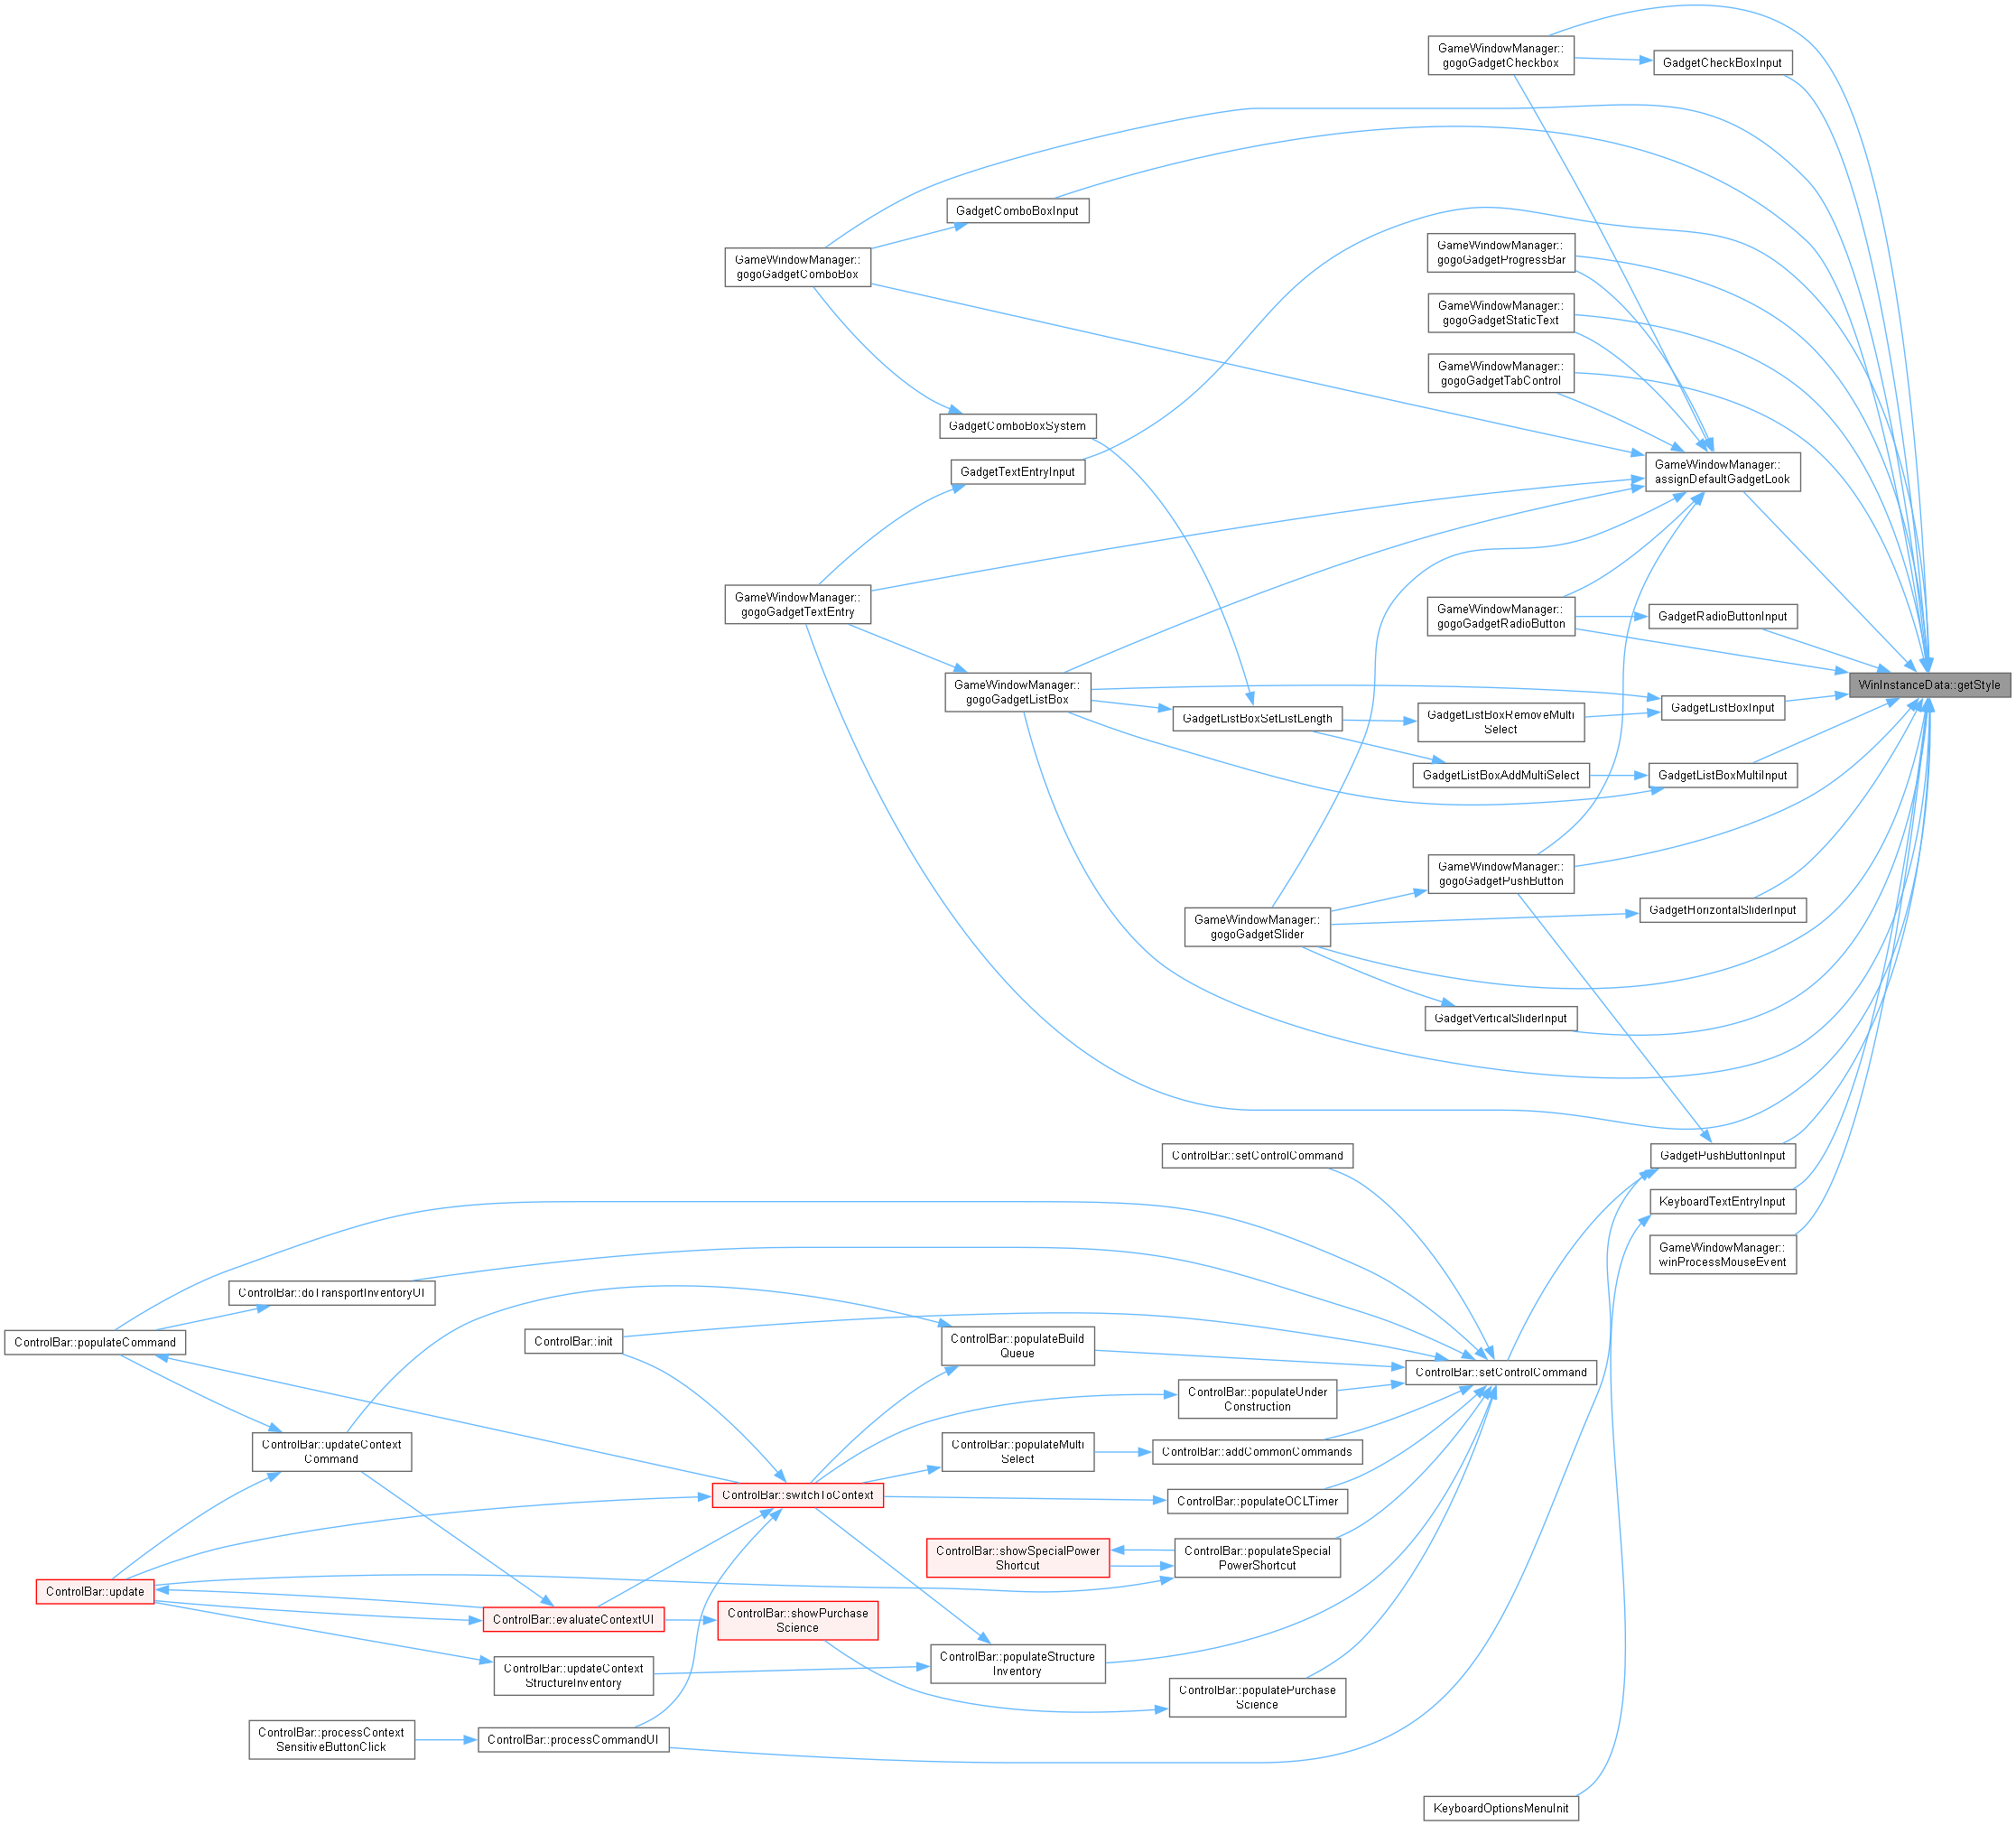 GameWindowManager::
gogoGadgetCheckbox
GadgetCheckBoxInput
GadgetComboBoxInput
GameWindowManager::
gogoGadgetComboBox
GameWindowManager::
gogoGadgetProgressBar
GameWindowManager::
gogoGadgetStaticText
GameWindowManager::
gogoGadgetTabControl
GadgetComboBoxSystem
GadgetTextEntryInput
GameWindowManager::
assignDefaultGadgetLook
GameWindowManager::
gogoGadgetTextEntry
GameWindowManager::
gogoGadgetRadioButton
GadgetRadioButtonInput
WinInstanceData::getStyle
GameWindowManager::
gogoGadgetListBox
GadgetListBoxSetListLength
GadgetListBoxRemoveMulti
Select
GadgetListBoxInput
GadgetListBoxAddMultiSelect
GadgetListBoxMultiInput
GameWindowManager::
gogoGadgetPushButton
GameWindowManager::
gogoGadgetSlider
GadgetHorizontalSliderInput
GadgetVerticalSliderInput
ControlBar::setControlCommand
GadgetPushButtonInput
KeyboardTextEntryInput
GameWindowManager::
winProcessMouseEvent
ControlBar::doTransportInventoryUI
ControlBar::populateCommand
ControlBar::init
ControlBar::populateBuild
Queue
ControlBar::setControlCommand
ControlBar::populateUnder
Construction
ControlBar::updateContext
Command
ControlBar::populateMulti
Select
ControlBar::addCommonCommands
ControlBar::switchToContext
ControlBar::populateOCLTimer
ControlBar::showSpecialPower
Shortcut
ControlBar::populateSpecial
PowerShortcut
ControlBar::update
ControlBar::evaluateContextUI
ControlBar::showPurchase
Science
ControlBar::updateContext
StructureInventory
ControlBar::populateStructure
Inventory
ControlBar::populatePurchase
Science
ControlBar::processContext
SensitiveButtonClick
ControlBar::processCommandUI
KeyboardOptionsMenuInit